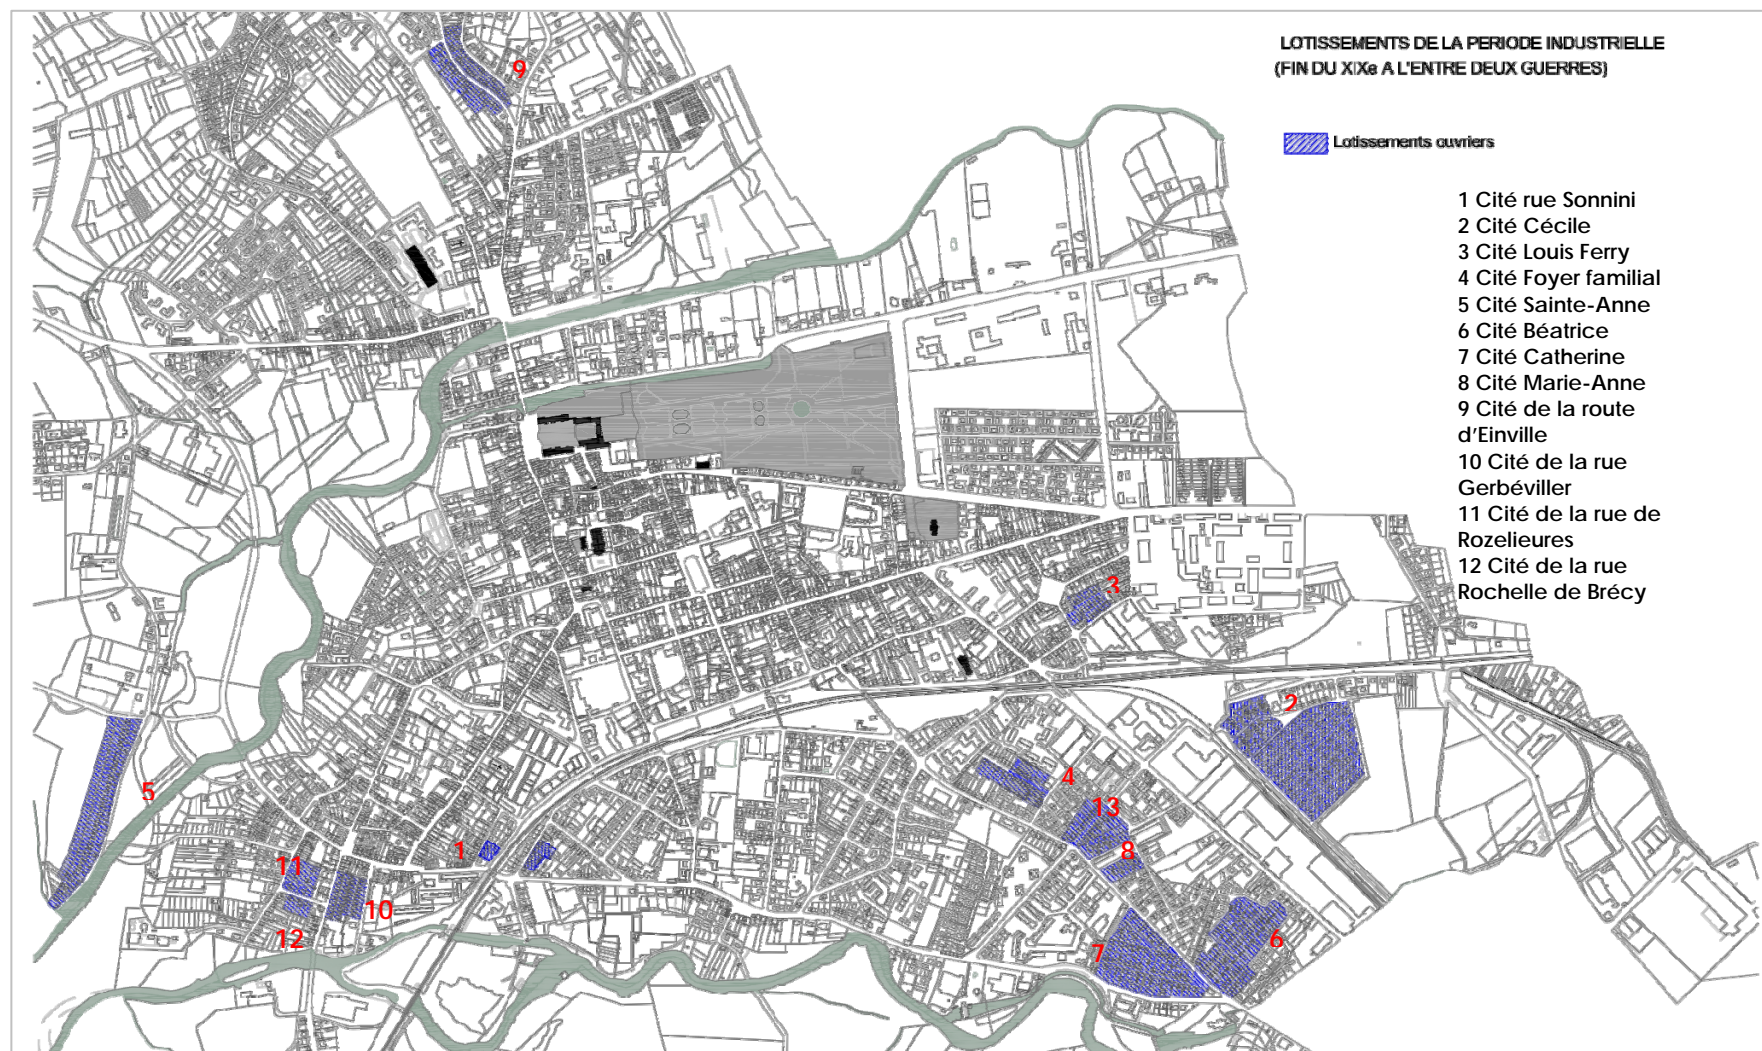 LOTISSEMENTS DE LA PERIODE INDUSTRIELLE
(FIN DU XIXe A L'ENTRE DEUX GUERRES)
Lotissements ouvriers
1 Cité rue Sonnini
2 Cité Cécile
3 Cité Louis Ferry
4 Cité Foyer familial
5 Cité Sainte-Anne
6 Cité Béatrice
7 Cité Catherine
8 Cité Marie-Anne
9 Cité de la route
d'Einville
10 Cité de la rue
Gerbéviller
11 Cité de la rue de
Rozelieures
12 Cité de la rue
Rochelle de Brécy
9
3
2
5
4
13
1
8
11
10
12
7
6